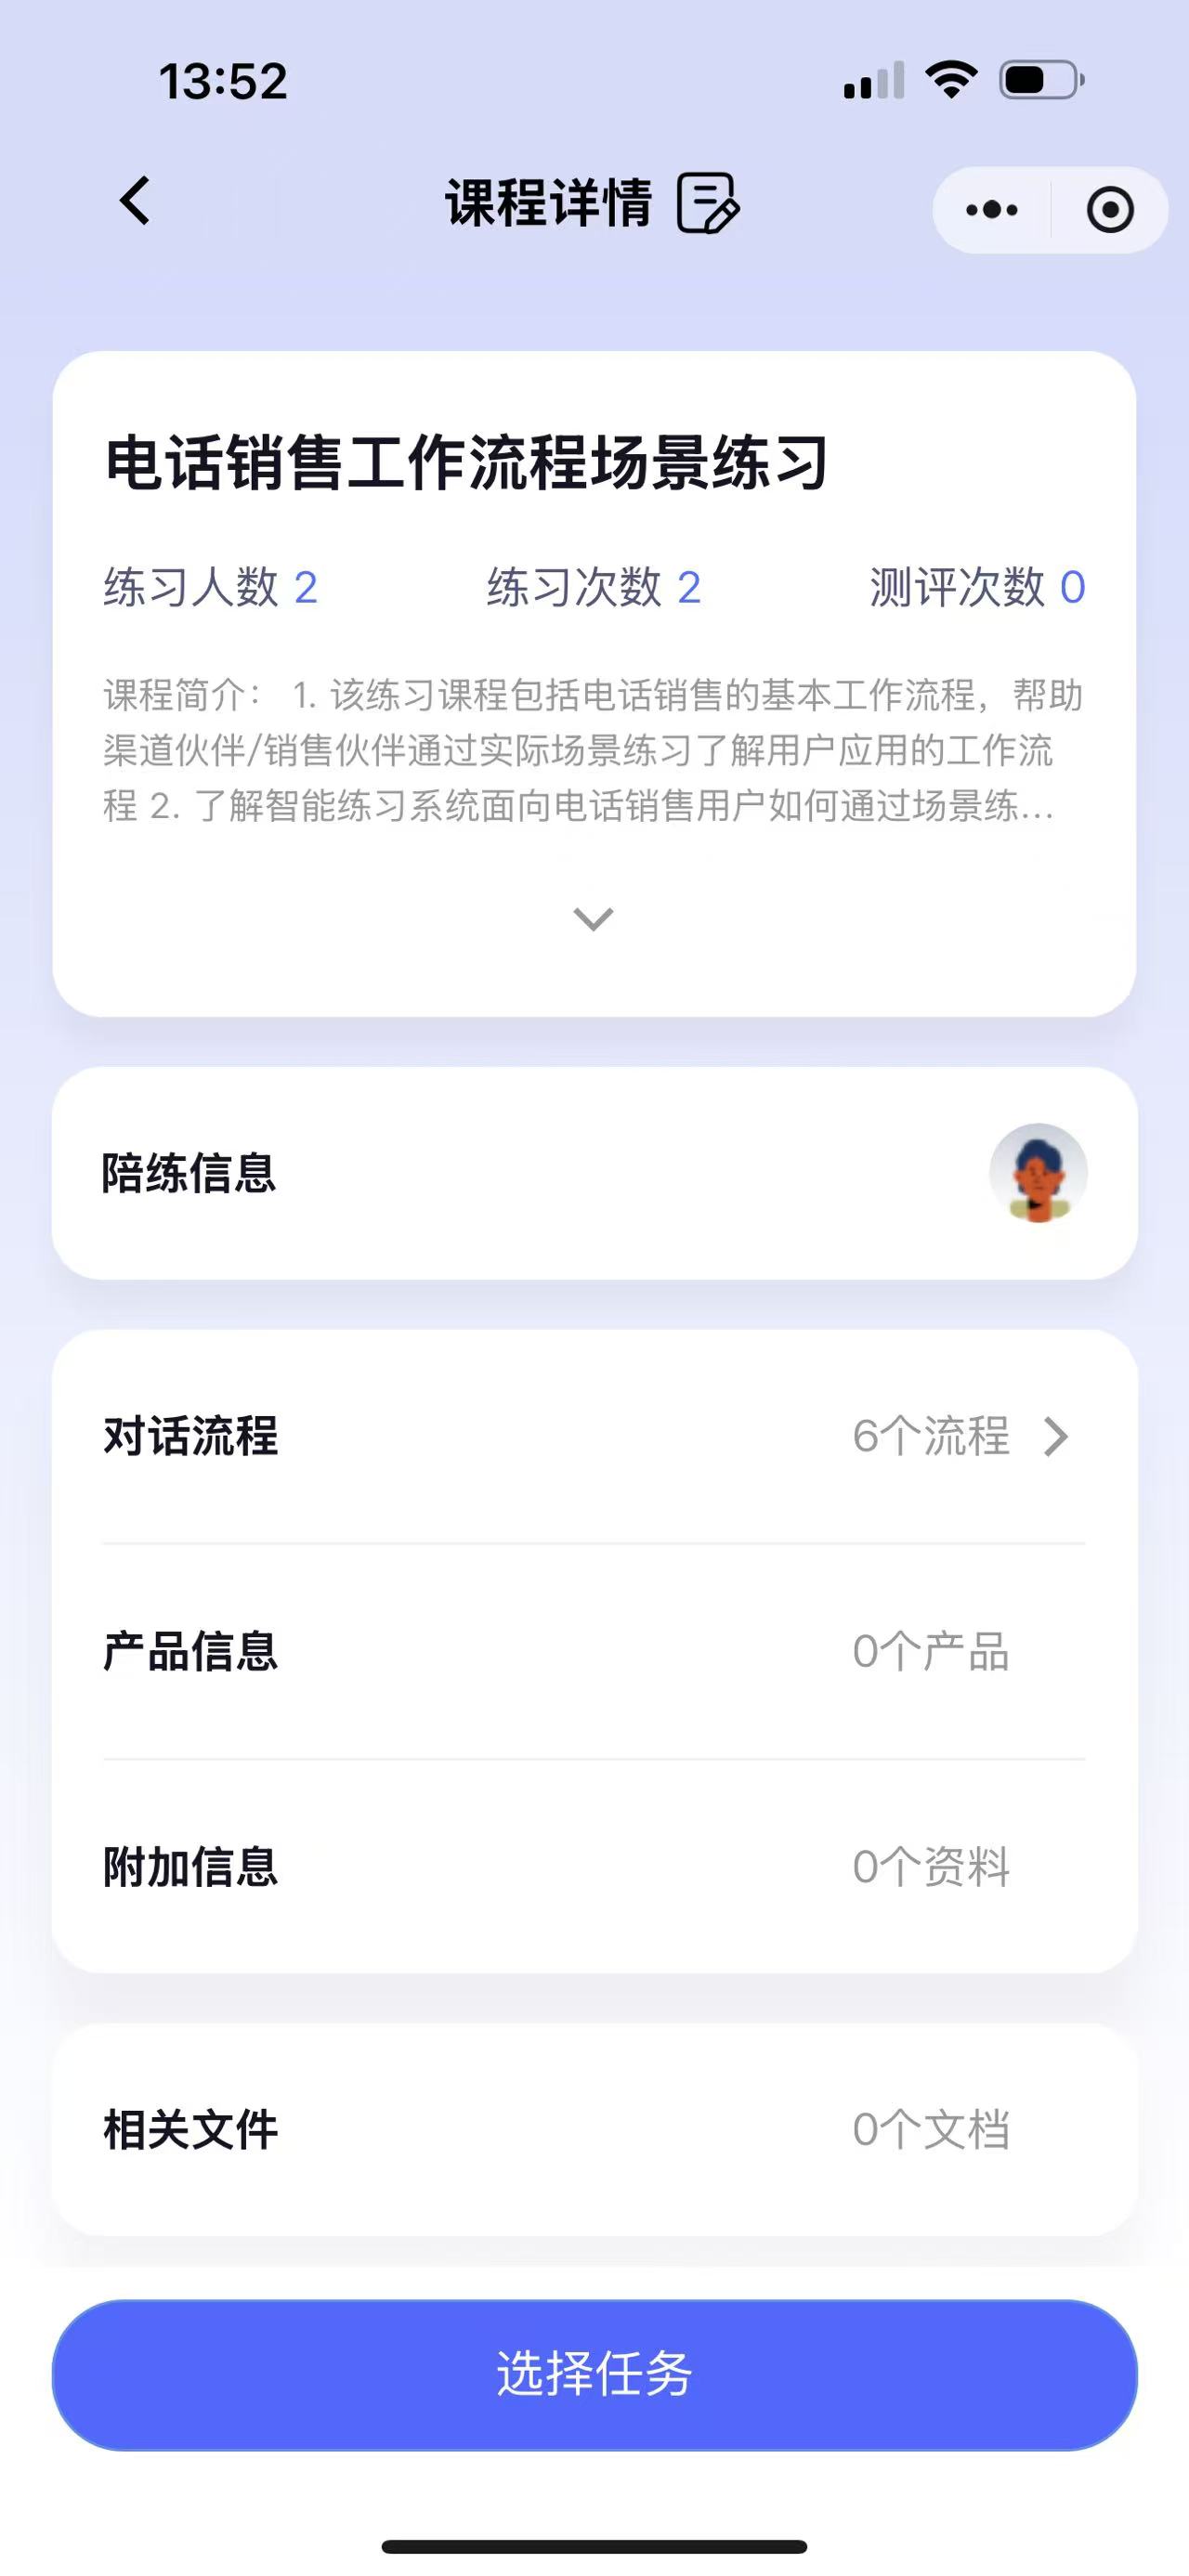 13:52
课程详情
电话销售工作流程场景练习
练习人数 2 练习次数 2 测评次数 0
课程简介： 1. 该练习课程包括电话销售的基本工作流程，帮助
渠道伙伴/销售伙伴通过实际场景练习了解用户应用的工作流
程 2. 了解智能练习系统面向电话销售用户如何通过场景练...
陪练信息
对话流程 6个流程
产品信息 0个产品
附加信息 0个资料
相关文件 0个文档
选择任务